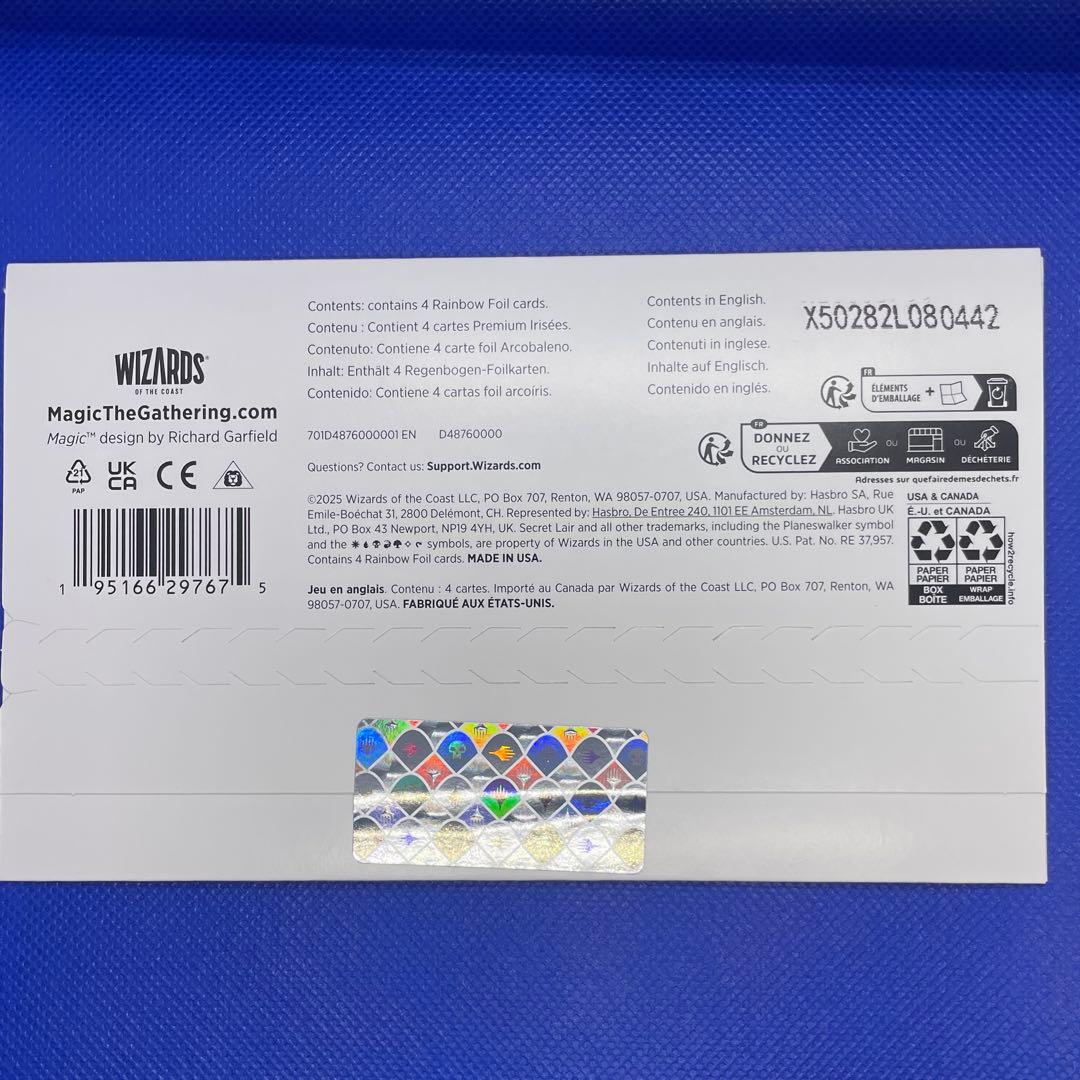 WIZARDS
OF THE COAST
MagicTheGathering.com
Magic™ design by Richard Garfield
21
PAP
UK
CA
CE
1 95166 29767 5
Contents: contains 4 Rainbow Foil cards.
Contenu : Contient 4 cartes Premium Irisées.
Contenuto: Contiene 4 carte foil Arcobaleno.
Inhalt: Enthält 4 Regenbogen-Foilkarten.
Contenido: Contiene 4 cartas foil arcoíris.
701D4876000001 EN D48760000
Questions? Contact us: Support.Wizards.com
©2025 Wizards of the Coast LLC, PO Box 707, Renton, WA 98057-0707, USA. Manufactured by: Hasbro SA, Rue
Emile-Boéchat 31, 2800 Delémont, CH. Represented by: Hasbro, De Entree 240, 1101 EE Amsterdam, NL. Hasbro UK
Ltd., PO Box 43 Newport, NP19 4YH, UK. Secret Lair and all other trademarks, including the Planeswalker symbol
and the symbols, are property of Wizards in the USA and other countries. U.S. Pat. No. RE 37,957.
Contains 4 Rainbow Foil cards. MADE IN USA.
Jeu en anglais. Contenu : 4 cartes. Importé au Canada par Wizards of the Coast LLC, PO Box 707, Renton, WA
98057-0707, USA. FABRIQUÉ AUX ÉTATS-UNIS.
Contents in English.
Contenu en anglais.
Contenuti in inglese.
Inhalte auf Englisch.
Contenido en inglés.
X50282L080442
FR
ÉLÉMENTS
D'EMBALLAGE +
FR
DONNEZ
OU
RECYCLEZ
ASSOCIATION OU MAGASIN OU DÉCHÈTERIE
Adresses sur quefairedemesdechets.fr
USA & CANADA
É.-U. et CANADA
PAPER PAPER
PAPIER PAPIER
BOX WRAP
BOÎTE EMBALLAGE
how2recycle.info